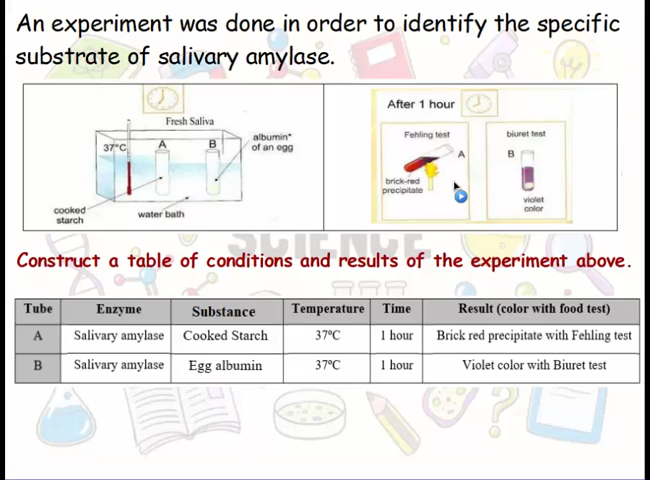 An experiment was done in order to identify the specific
substrate of salivary amylase.
Fresh Saliva
37°C
A
B
albumin*
of an egg
cooked
starch
water bath
After 1 hour
Fehling test
A
brick-red
precipitate
biuret test
B
violet
color
SCIENCE
Construct a table of conditions and results of the experiment above.
Tube Enzyme Substance Temperature Time Result (color with food test)
A Salivary amylase Cooked Starch 37°C 1 hour Brick red precipitate with Fehling test
B Salivary amylase Egg albumin 37°C 1 hour Violet color with Biuret test